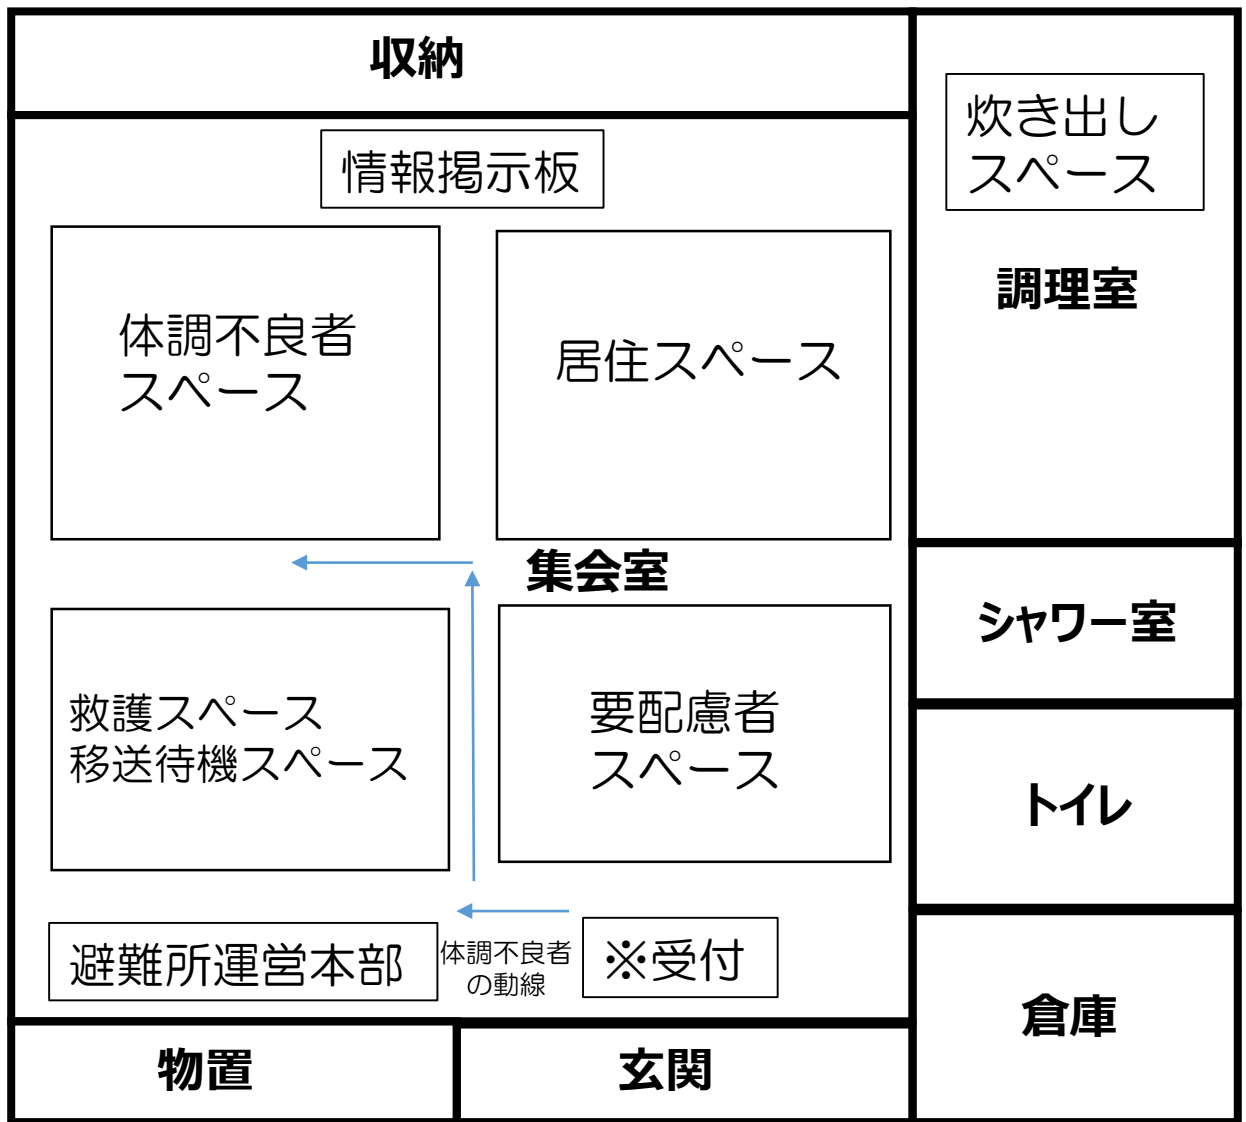 収納
炊き出し
スペース
情報掲示板
調理室
体調不良者
スペース
居住スペース
集会室
シャワー室
救護スペース
移送待機スペース
要配慮者
スペース
トイレ
避難所運営本部
体調不良者
の動線
※受付
倉庫
物置
玄関